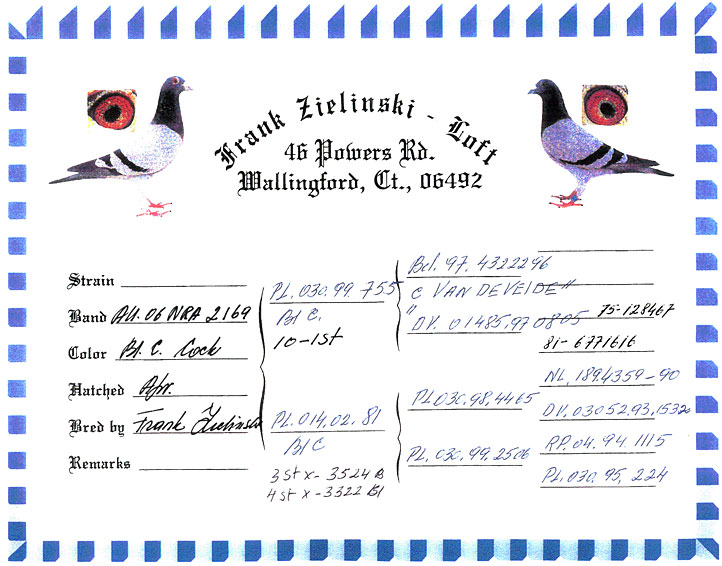 Frank Zielinski - Loft
46 Powers Rd.
Wallingford, Ct., 06492
Strain
Band AU. 06 NRA 2169
Color Bl. C. Cock
Hatched Apr.
Bred by Frank Zielinski
Remarks
PL. 030. 99. 755
Bl C.
10-1st
PL. 014. 02. 81
Bl C
3 st x - 3524 B
4 st x - 3322 Bl
Bel. 97. 4322296
" C VAN DEVELDE "
DV. 01485.97 0805
PL 030. 98. 4465
PL. 030. 99. 2506
75-128467
81- 6771616
NL. 1894359-90
DV. 03052.93.1532
RP. 04. 94 1115
PL. 030. 95. 224